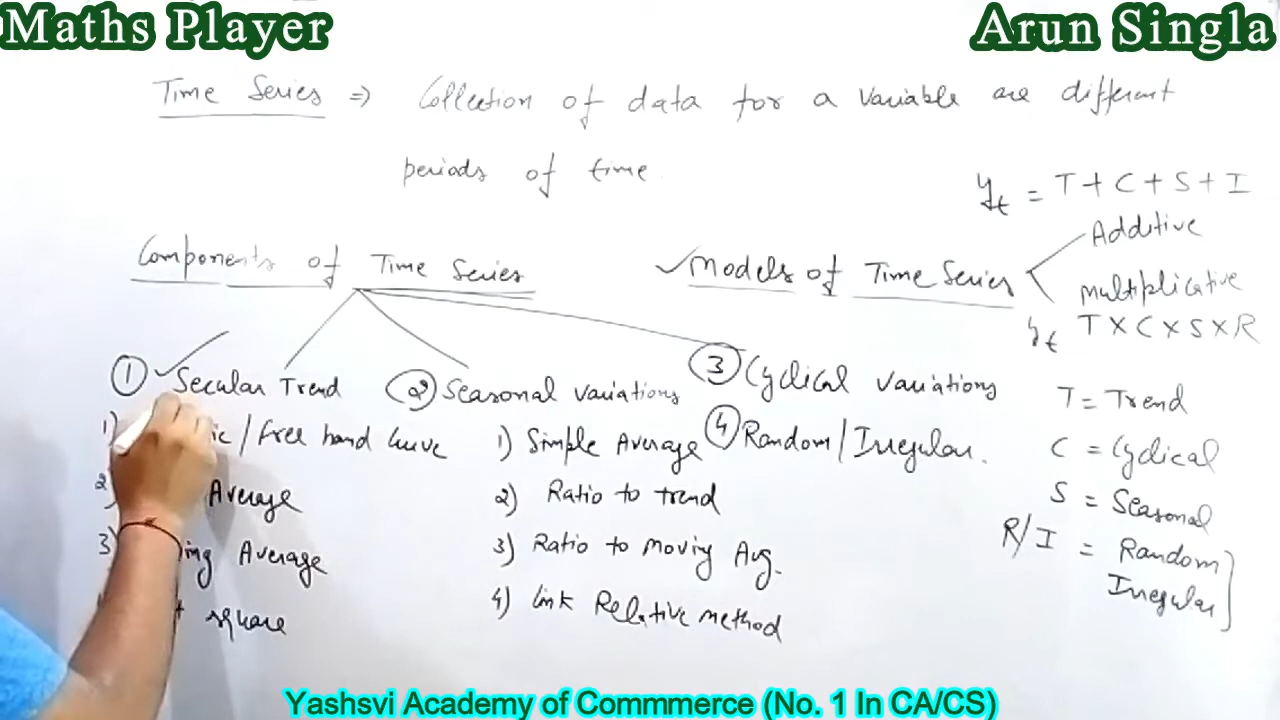 Maths Player
Arun Singla
Time Series => Collection of data for a variable are different
periods of time
yt = T + C + S + I
Additive
Components of Time Series
✓Models of Time Series
multiplicative
yt T X C X S X R
① ✓Secular Trend
② Seasonal variations
③ Cyclical variations
T = Trend
1) / free hand Curve
1) Simple Average
④ Random / Irregular.
C = Cyclical
2) Average
2) Ratio to trend
S = Seasonal
3) Average
3) Ratio to Moving Avg.
R/I = Random
Irregular
square
4) Link Relative method
Yashsvi Academy of Commmerce (No. 1 In CA/CS)